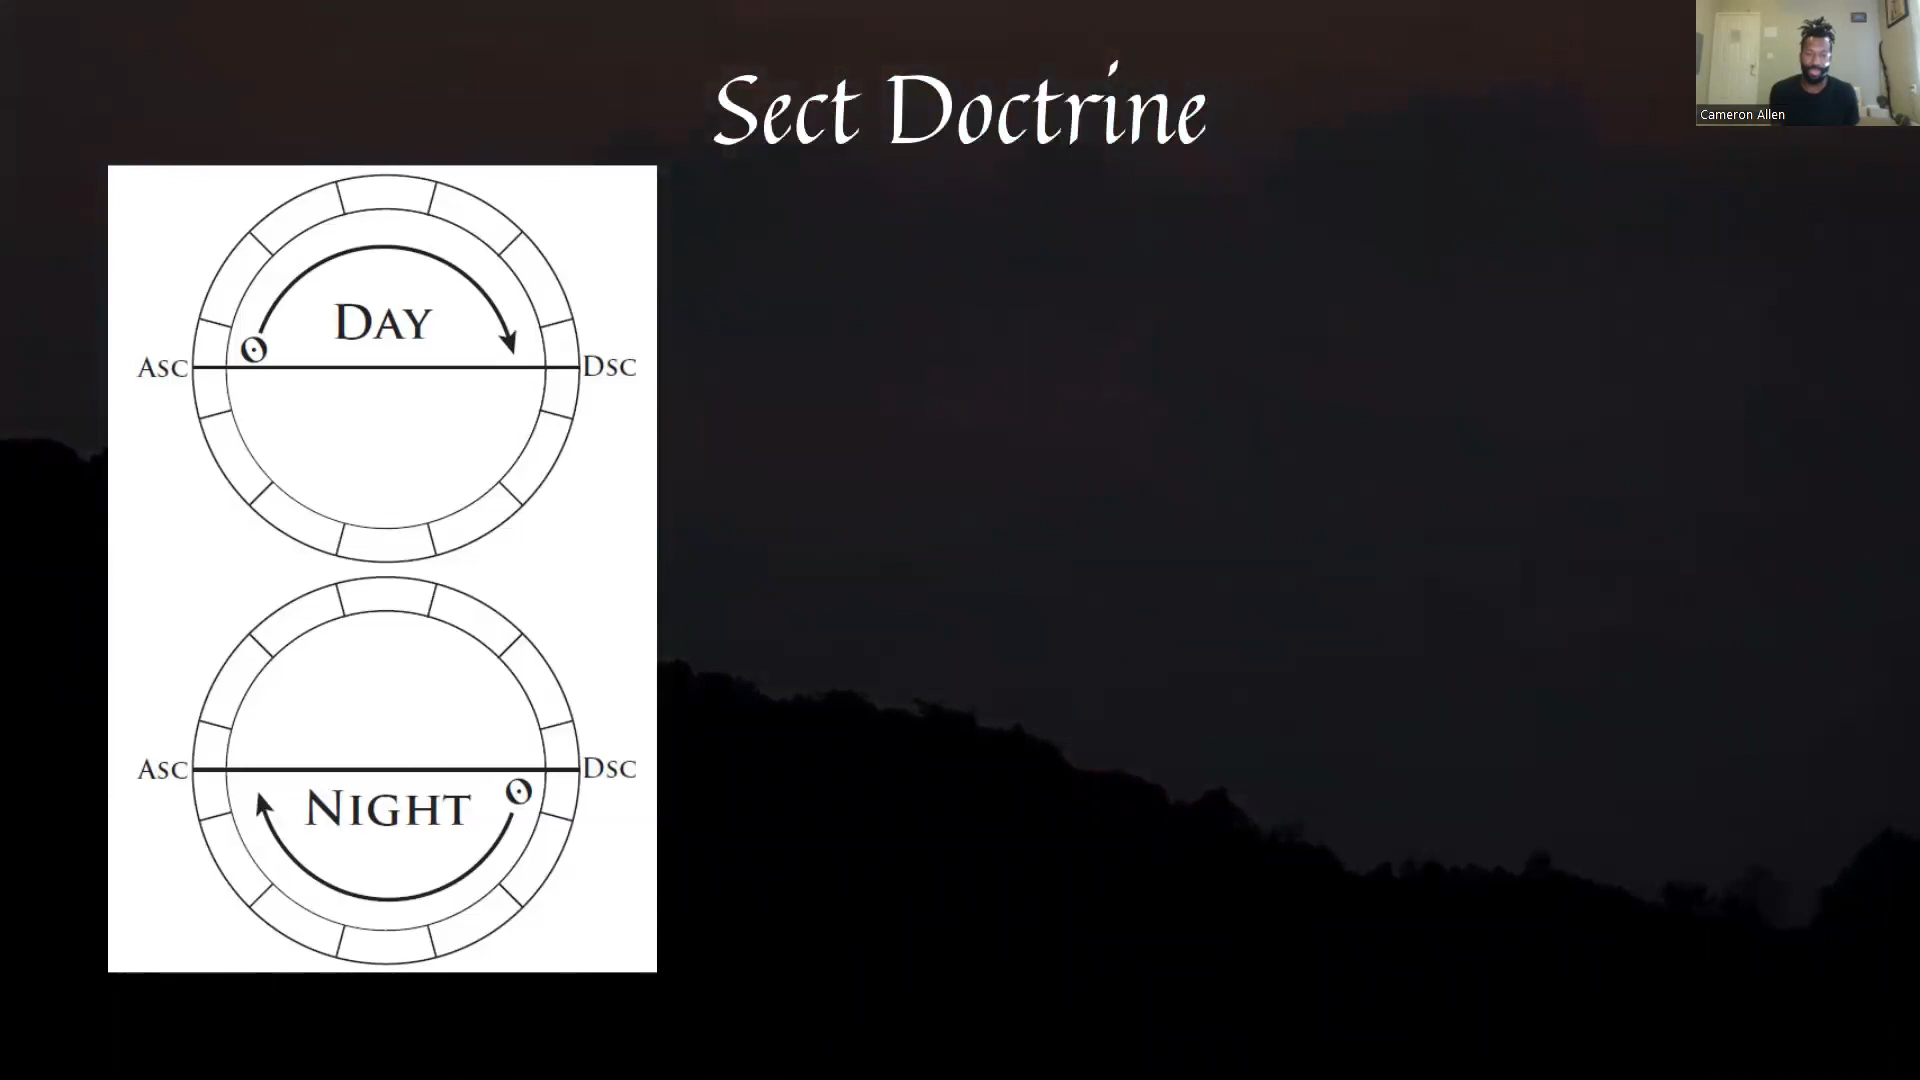 Sect Doctrine
Cameron Allen
DAY
ASC
DSC
ASC
DSC
NIGHT